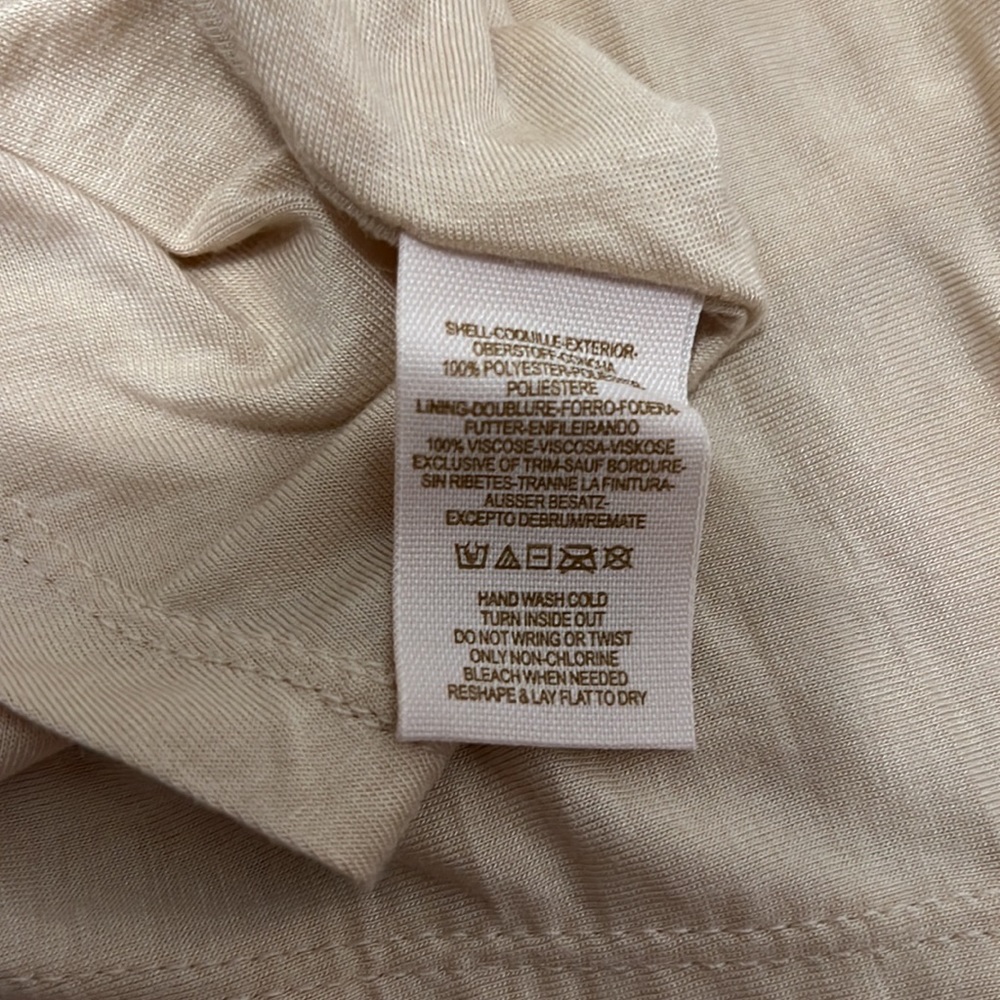 SHELL-COQUILLE-EXTERIOR-
OBERSTOFF-CONCHA
100% POLYESTER-
POLIESTERE
LINING-DOUBLURE-FORRO-FODERA-
FUTTER-ENFILEIRANDO
100% VISCOSE-VISCOSA-VISKOSE
EXCLUSIVE OF TRIM-SAUF BORDURE-
SIN RIBETES-TRANNE LA FINITURA-
AUSSER BESATZ-
EXCEPTO DEBRUM/REMATE
HAND WASH COLD
TURN INSIDE OUT
DO NOT WRING OR TWIST
ONLY NON-CHLORINE
BLEACH WHEN NEEDED
RESHAPE & LAY FLAT TO DRY